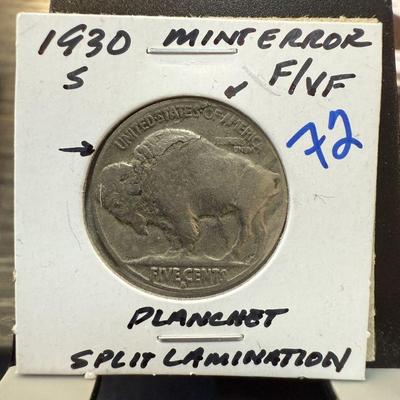 1930 MINT ERROR
S F/VF
72
UNITED STATES OF AMERICA
FIVE CENTS
S
PLANCHET
SPLIT LAMINATION